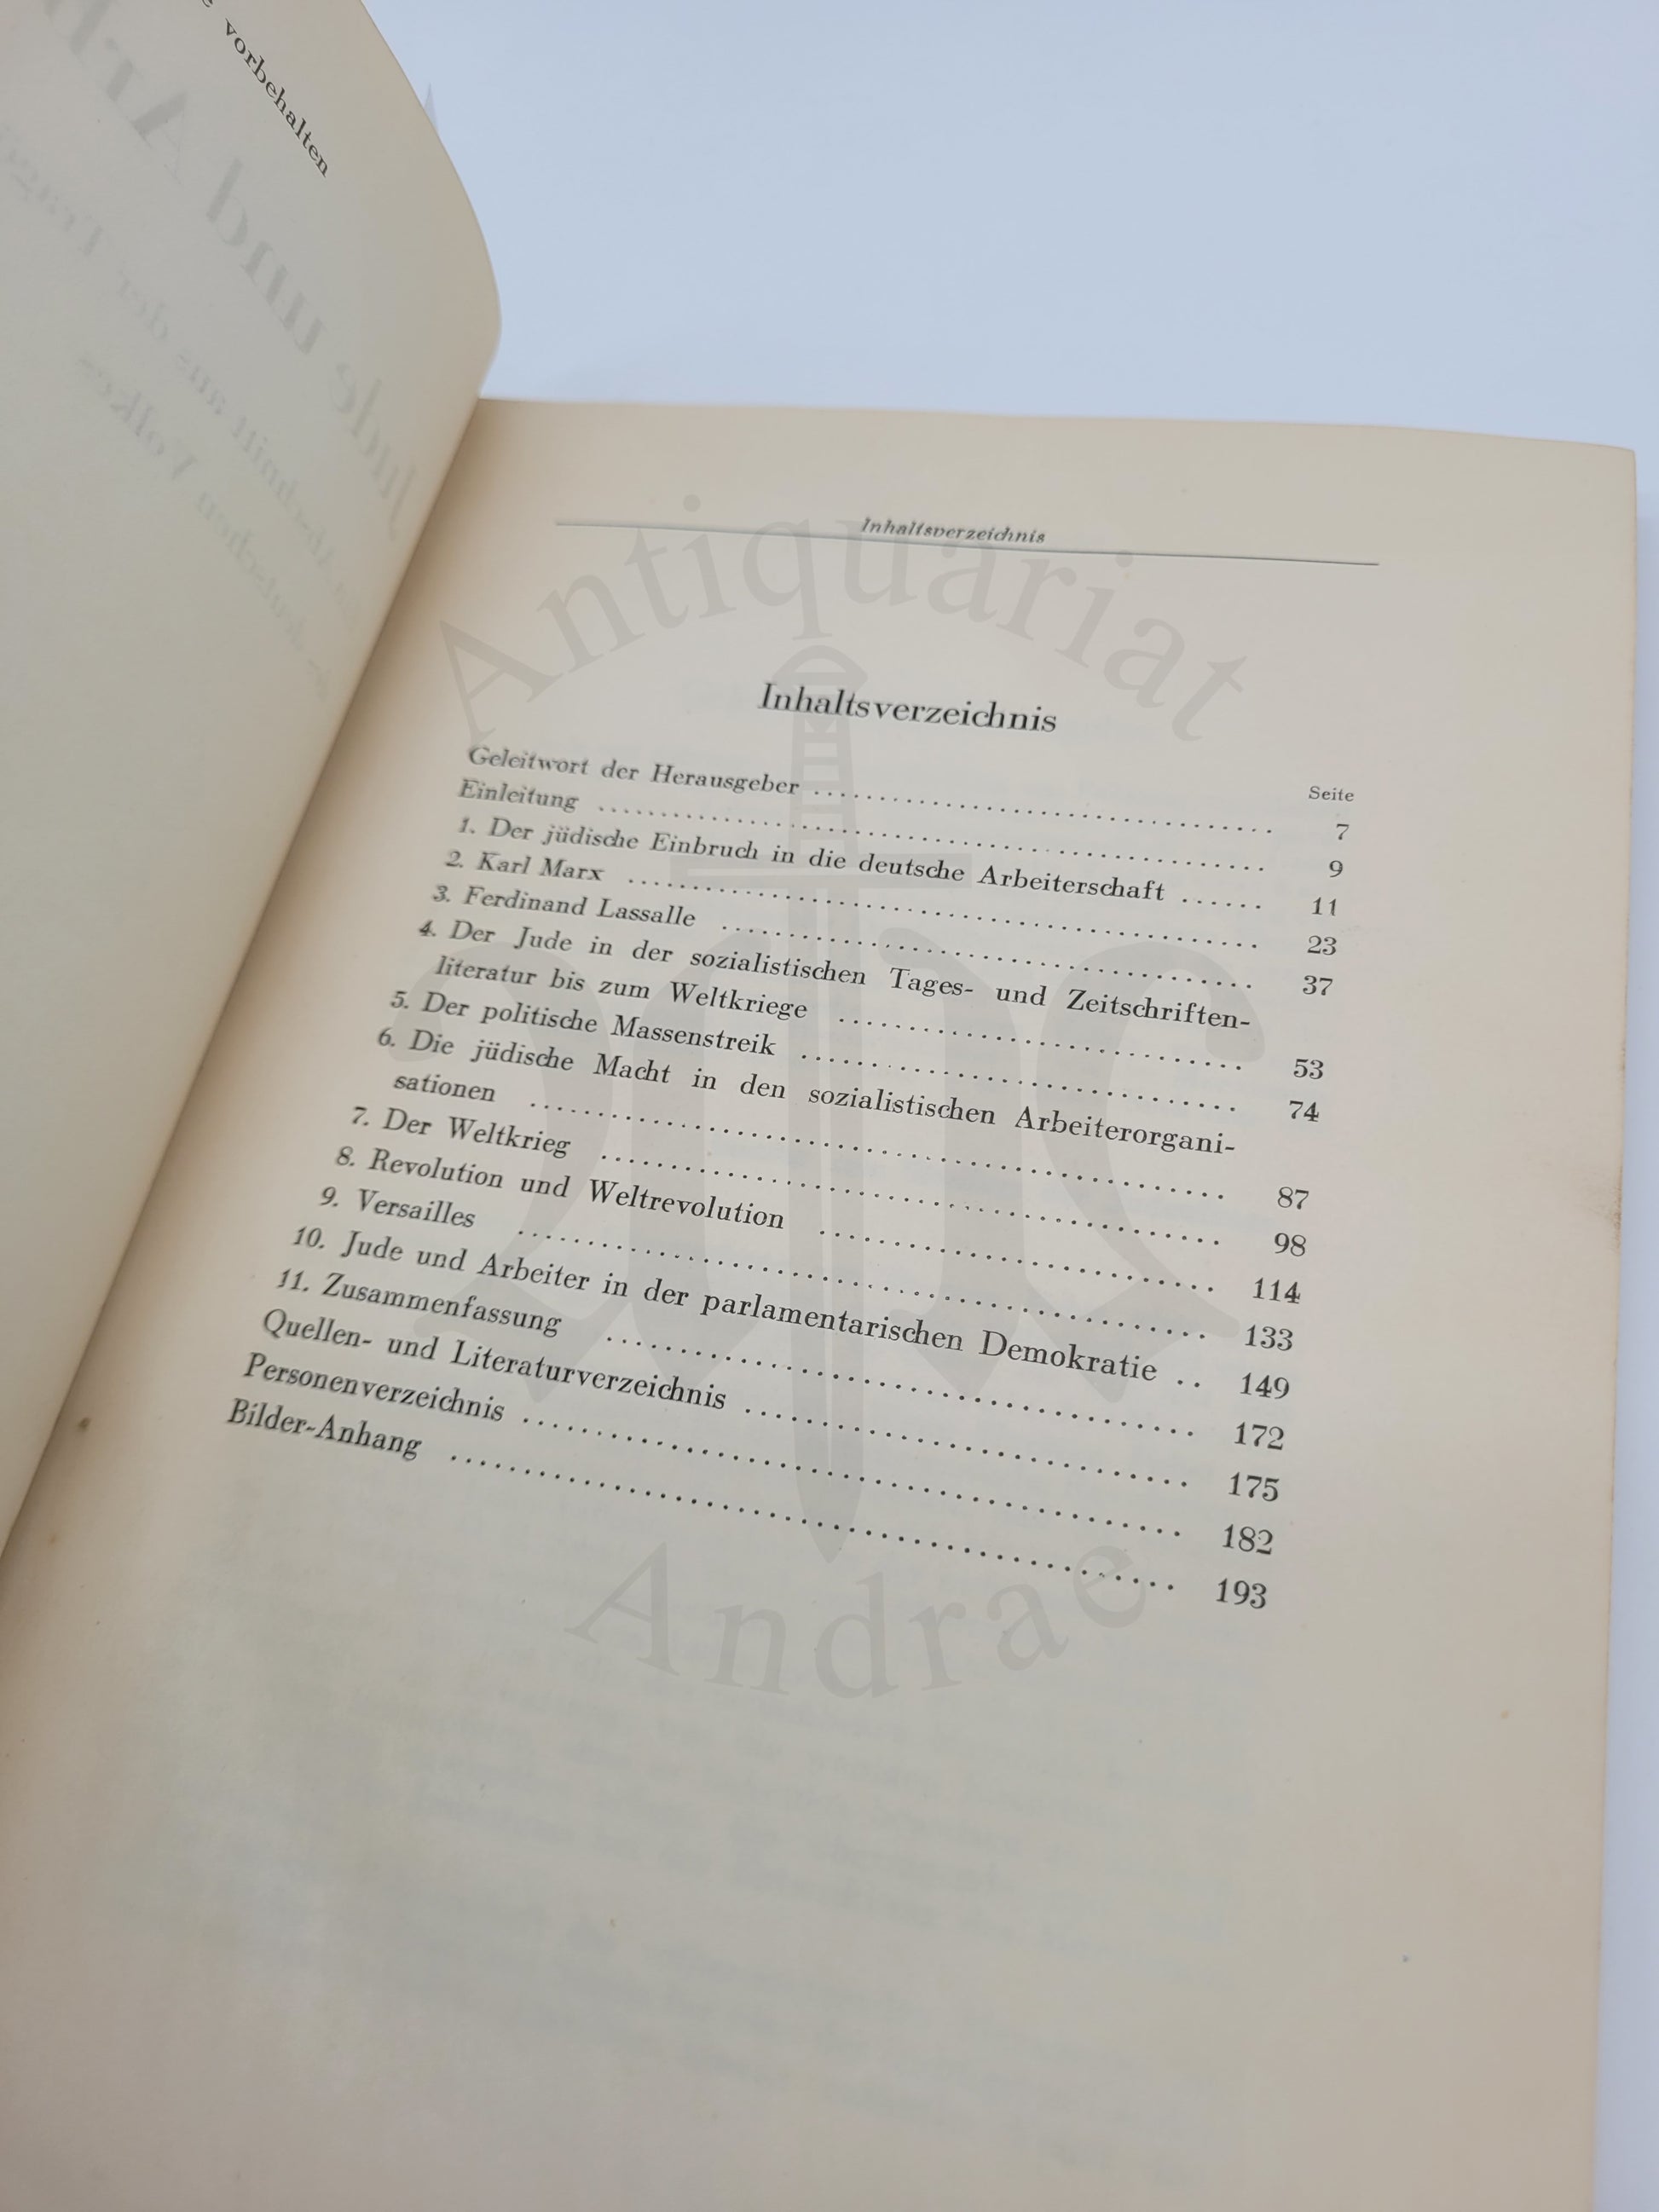 vorbehalten
Inhaltsverzeichnis
Inhaltsverzeichnis
Seite
Geleitwort der Herausgeber ........ 7
Einleitung ........ 9
1. Der jüdische Einbruch in die deutsche Arbeiterschaft ...... 11
2. Karl Marx ........ 23
3. Ferdinand Lassalle ........ 37
4. Der Jude in der sozialistischen Tages- und Zeitschriften-
literatur bis zum Weltkriege ........ 53
5. Der politische Massenstreik ........ 74
6. Die jüdische Macht in den sozialistischen Arbeiterorgani-
sationen ........ 87
7. Der Weltkrieg ........ 98
8. Revolution und Weltrevolution ........ 114
9. Versailles ........ 133
10. Jude und Arbeiter in der parlamentarischen Demokratie .. 149
11. Zusammenfassung ........ 172
Quellen- und Literaturverzeichnis ........ 175
Personenverzeichnis ........ 182
Bilder-Anhang ........ 193
Antiquariat
Andrae